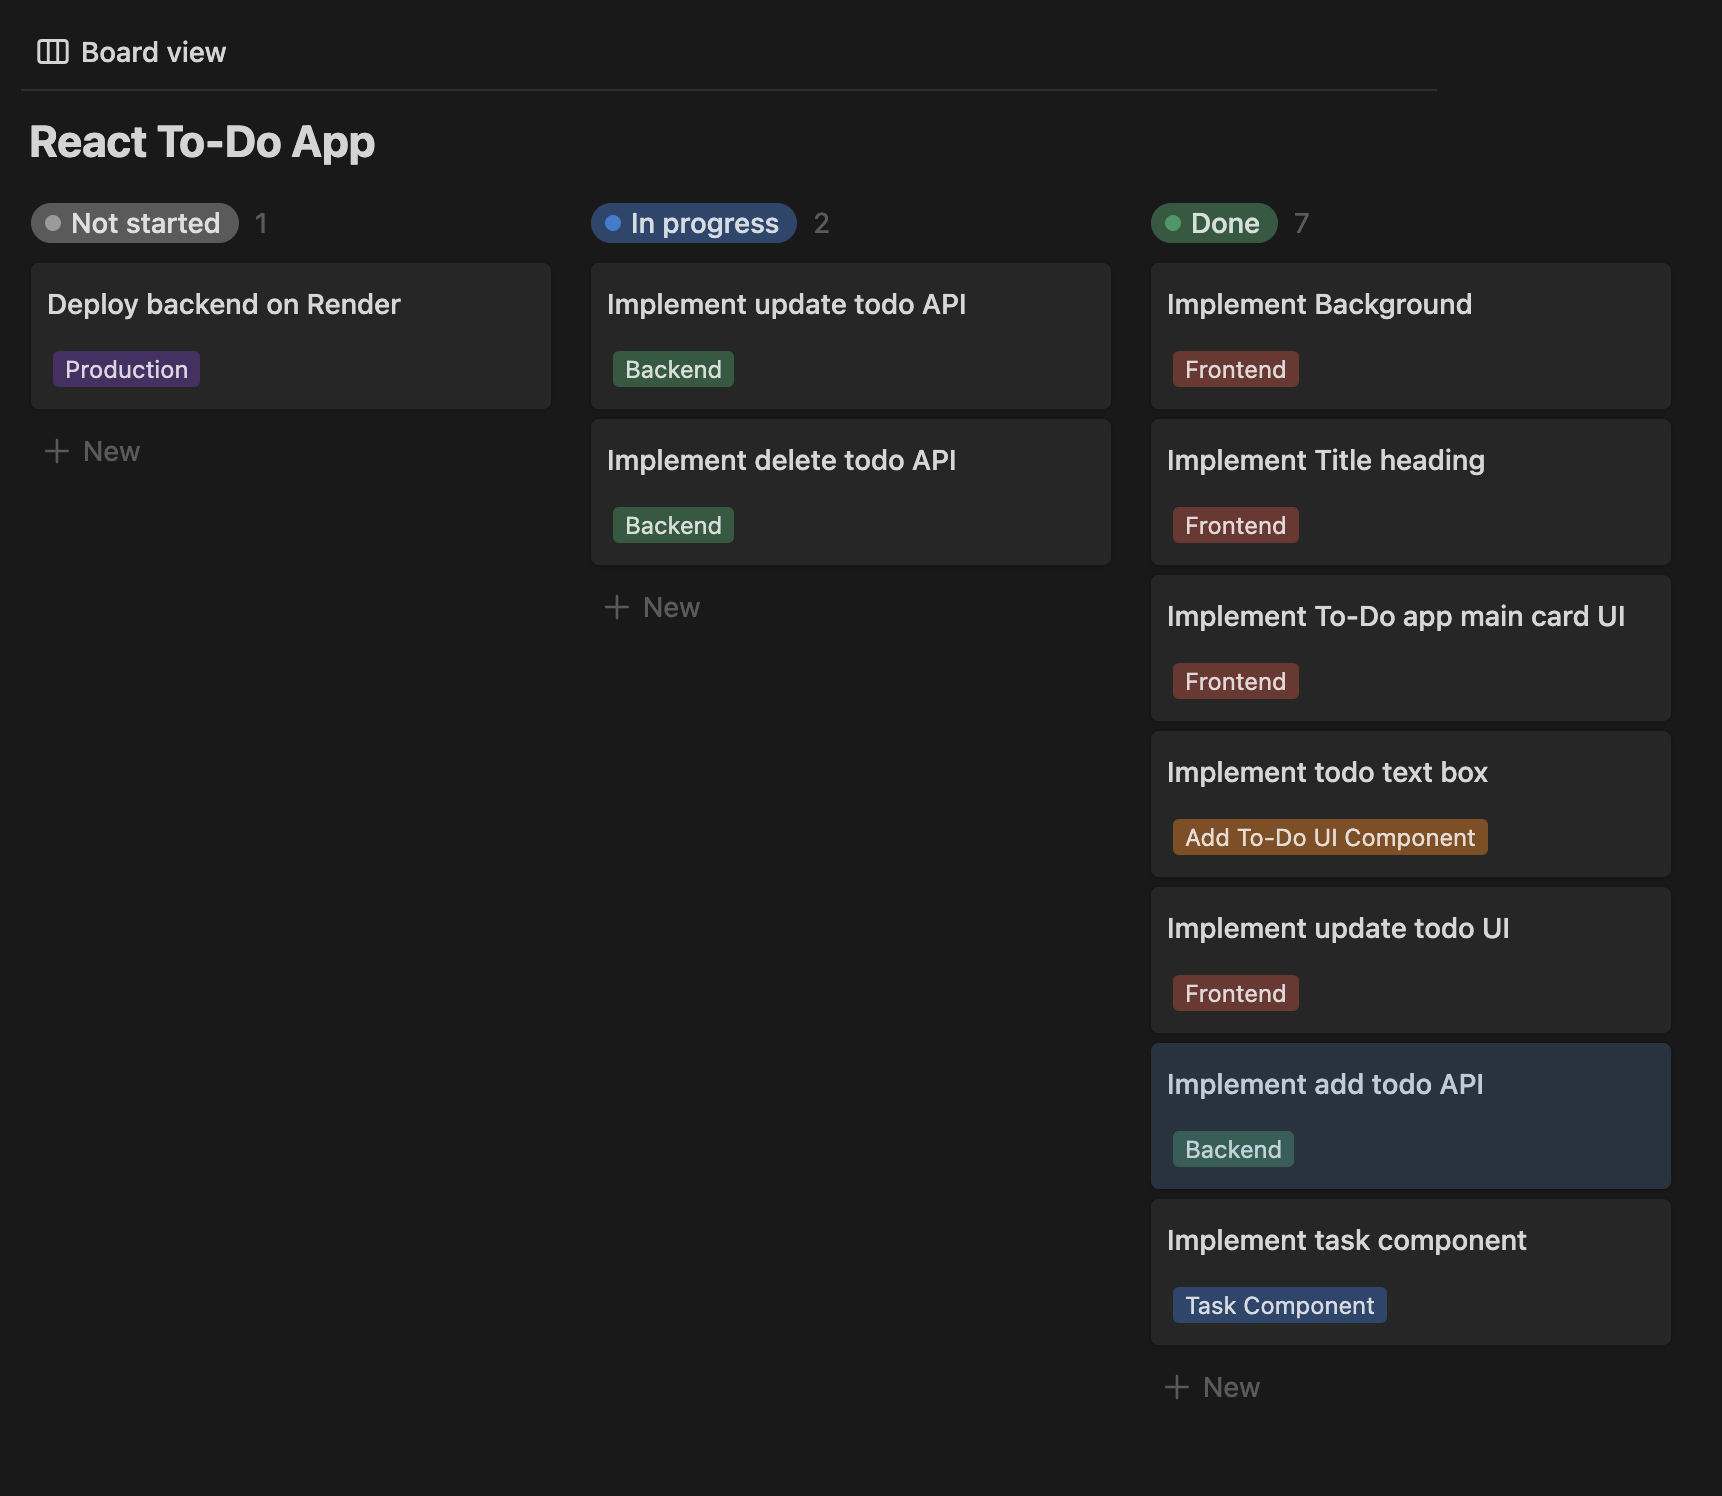 Board view
React To-Do App
Not started 1
Deploy backend on Render
Production
New
In progress 2
Implement update todo API
Backend
Implement delete todo API
Backend
New
Done 7
Implement Background
Frontend
Implement Title heading
Frontend
Implement To-Do app main card UI
Frontend
Implement todo text box
Add To-Do UI Component
Implement update todo UI
Frontend
Implement add todo API
Backend
Implement task component
Task Component
New